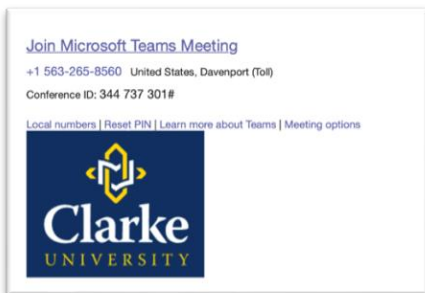 Join Microsoft Teams Meeting
+1 563-265-8560 United States, Davenport (Toll)
Conference ID: 344 737 301#
Local numbers | Reset PIN | Learn more about Teams | Meeting options
Clarke
UNIVERSITY